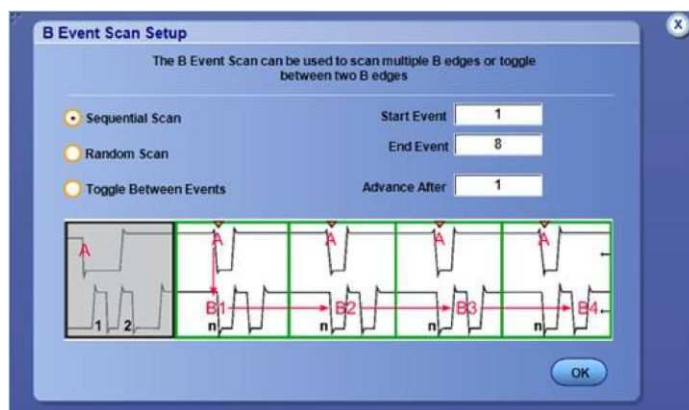 B Event Scan Setup
X
The B Event Scan can be used to scan multiple B edges or toggle
between two B edges
Sequential Scan
Start Event 1
Random Scan
End Event 8
Toggle Between Events
Advance After 1
A A A A A
1 2 B1 B2 B3 B4
n n n n
OK